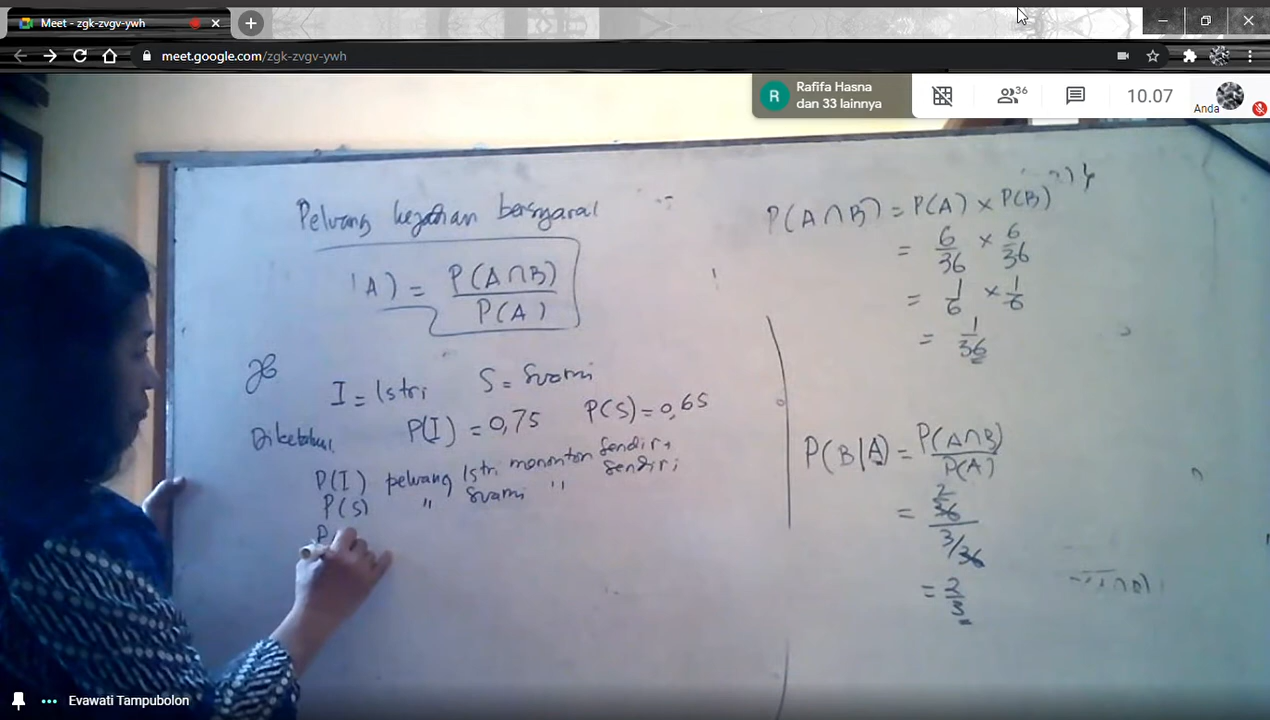 Meet - zgk-zvgv-ywh
meet.google.com/zgk-zvgv-ywh
R
Rafifa Hasna
dan 33 lainnya
36
10.07
Anda
Peluang kejadian bersyarat
A) = P(A∩B)
P(A)
I = Istri S = Suami
Diketahui P(I) = 0,75 P(S) = 0,65
P(I) peluang Istri menonton sendiri
P(S) " Suami " sendiri
P(
P(A∩B) = P(A) × P(B)
= 6/36 × 6/36
= 1/6 × 1/6
= 1/36
P(B|A) = P(A∩B)
P(A)
= 2/36
3/36
= 2/3
Evawati Tampubolon